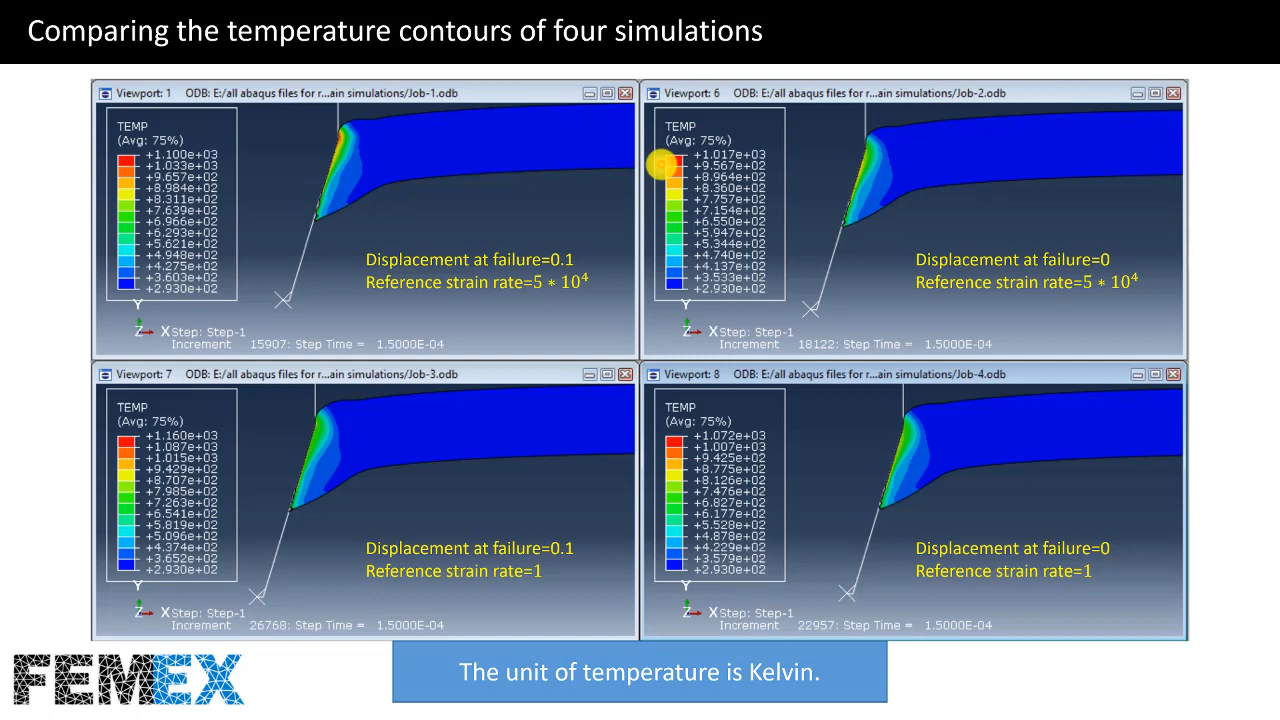 Comparing the temperature contours of four simulations
Viewport: 1 ODB: E:/all abaqus files for r...ain simulations/Job-1.odb
TEMP
(Avg: 75%)
+1.100e+03
+1.033e+03
+9.657e+02
+8.984e+02
+8.311e+02
+7.639e+02
+6.966e+02
+6.293e+02
+5.621e+02
+4.948e+02
+4.275e+02
+3.603e+02
+2.930e+02
Displacement at failure=0.1
Reference strain rate=5 ∗ 10⁴
Y
Z X
Step: Step-1
Increment 15907: Step Time = 1.5000E-04
Viewport: 6 ODB: E:/all abaqus files for r...ain simulations/Job-2.odb
TEMP
(Avg: 75%)
+1.017e+03
+9.567e+02
+8.964e+02
+8.360e+02
+7.757e+02
+7.154e+02
+6.550e+02
+5.947e+02
+5.344e+02
+4.740e+02
+4.137e+02
+3.533e+02
+2.930e+02
Displacement at failure=0
Reference strain rate=5 ∗ 10⁴
Y
Z X
Step: Step-1
Increment 18122: Step Time = 1.5000E-04
Viewport: 7 ODB: E:/all abaqus files for r...ain simulations/Job-3.odb
TEMP
(Avg: 75%)
+1.160e+03
+1.087e+03
+1.015e+03
+9.429e+02
+8.707e+02
+7.985e+02
+7.263e+02
+6.541e+02
+5.819e+02
+5.096e+02
+4.374e+02
+3.652e+02
+2.930e+02
Displacement at failure=0.1
Reference strain rate=1
Y
Z X
Step: Step-1
Increment 26768: Step Time = 1.5000E-04
Viewport: 8 ODB: E:/all abaqus files for r...ain simulations/Job-4.odb
TEMP
(Avg: 75%)
+1.072e+03
+1.007e+03
+9.425e+02
+8.775e+02
+8.126e+02
+7.476e+02
+6.827e+02
+6.177e+02
+5.528e+02
+4.878e+02
+4.229e+02
+3.579e+02
+2.930e+02
Displacement at failure=0
Reference strain rate=1
Y
Z X
Step: Step-1
Increment 22957: Step Time = 1.5000E-04
FEMEX
The unit of temperature is Kelvin.